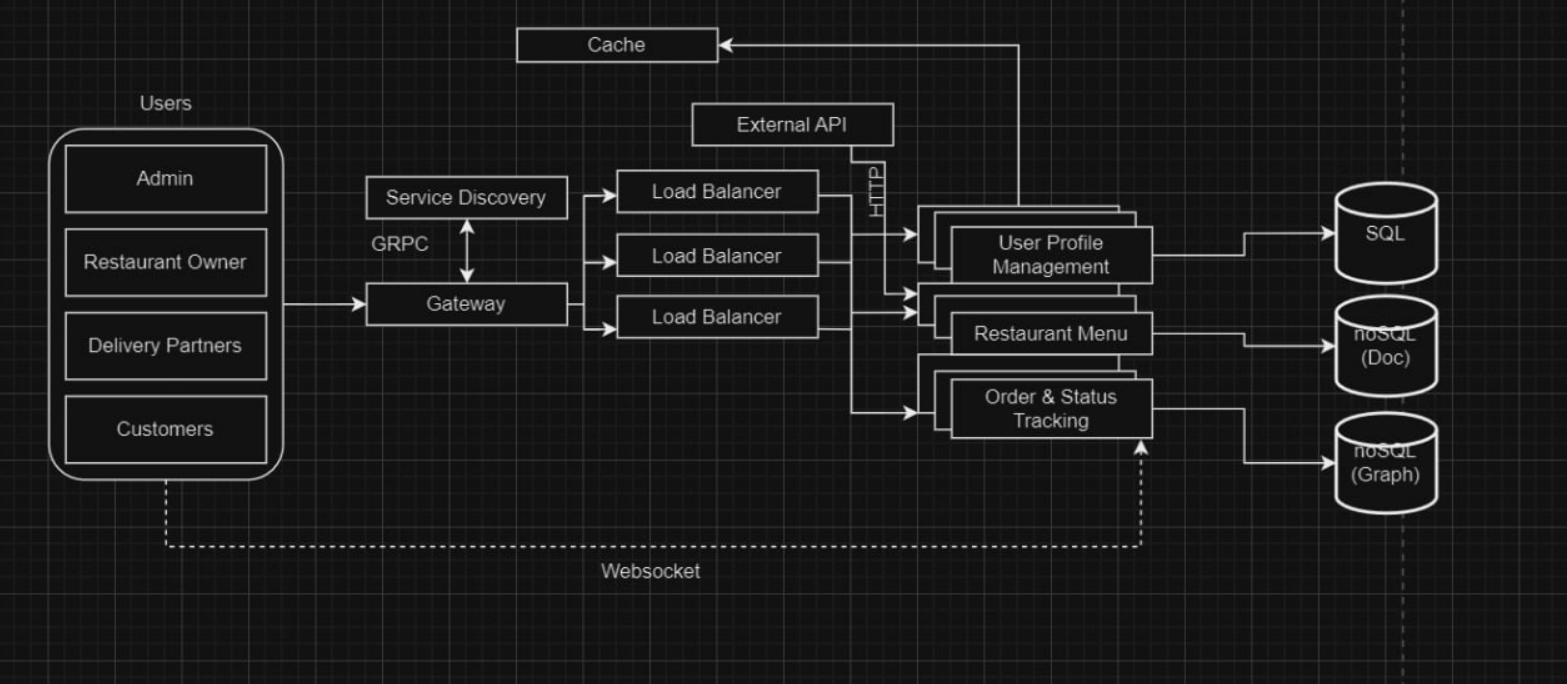 Cache
Users
External API
Admin
Service Discovery
Load Balancer
HTTP
GRPC
Restaurant Owner
Load Balancer
User Profile
Management
SQL
Gateway
Load Balancer
Delivery Partners
Restaurant Menu
noSQL
(Doc)
Customers
Order & Status
Tracking
noSQL
(Graph)
Websocket